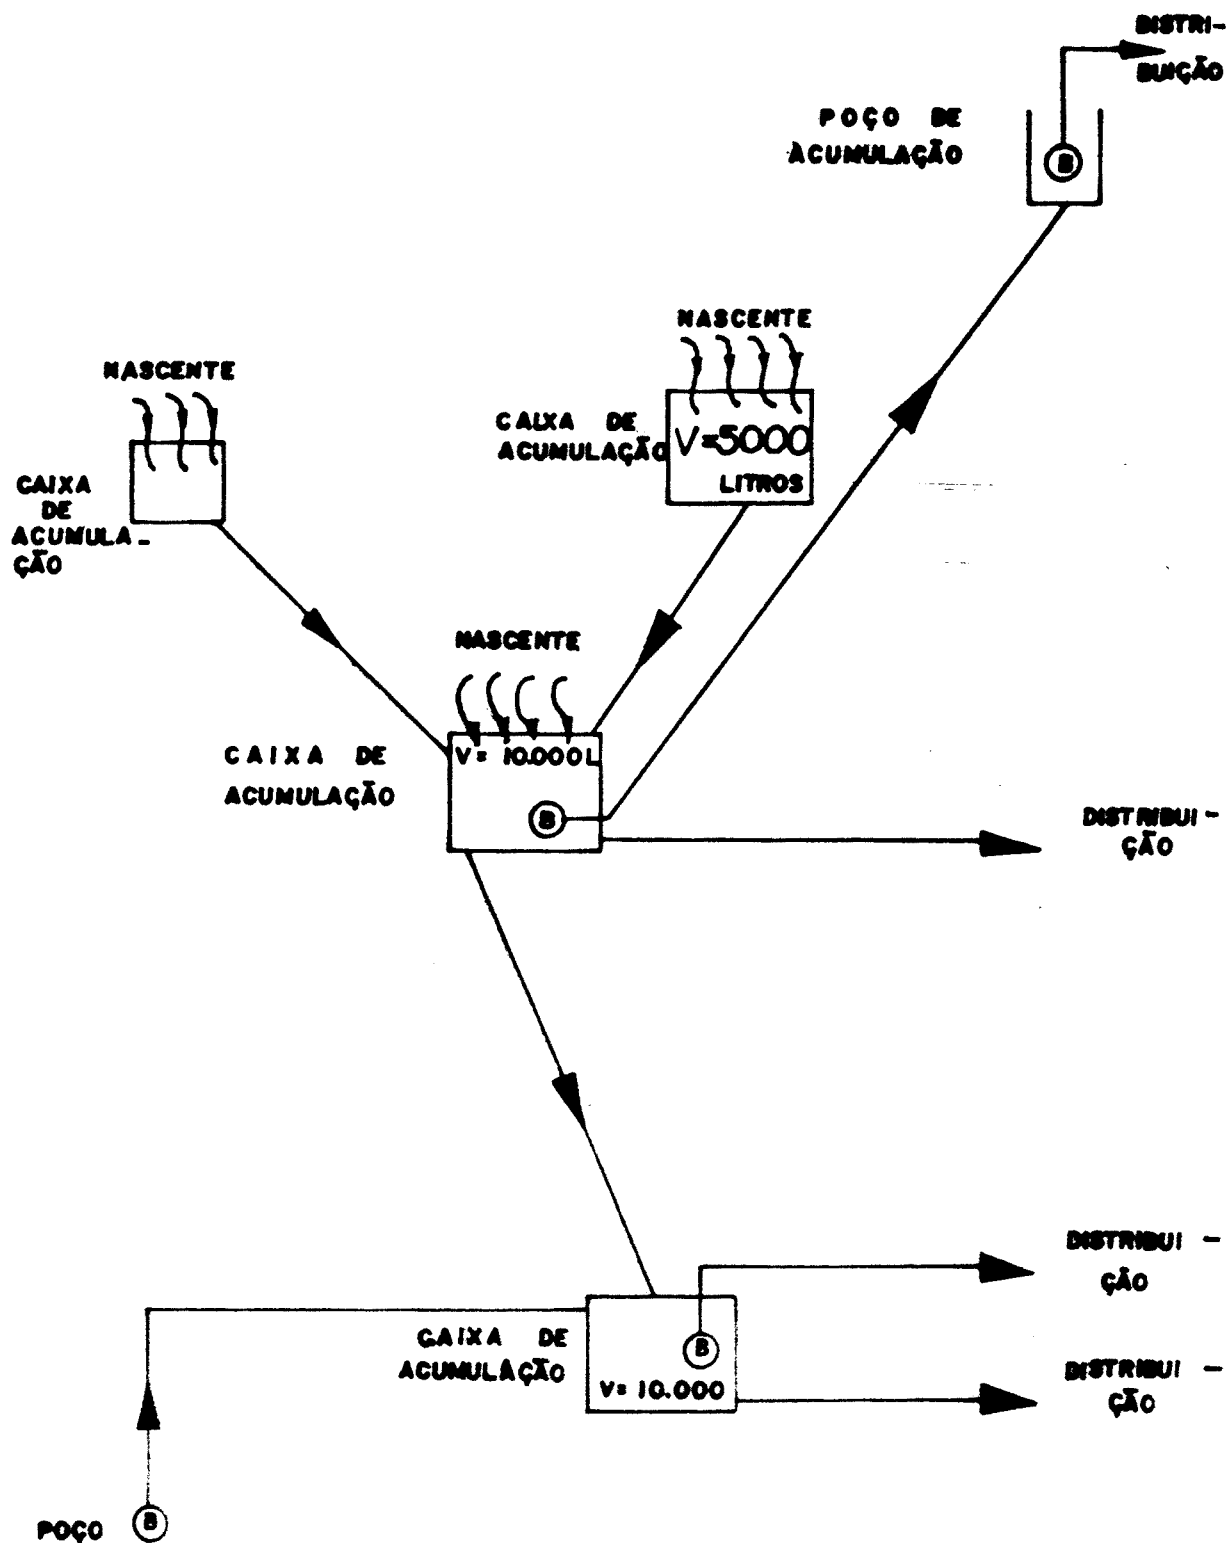 DISTRI-
BUIÇÃO
POÇO DE
ACUMULAÇÃO
B
NASCENTE
CAIXA DE
ACUMULAÇÃO
V=5000
LITROS
NASCENTE
CAIXA
DE
ACUMULA-
ÇÃO
NASCENTE
V= 10.000L
CAIXA DE
ACUMULAÇÃO
B
DISTRIBUI-
ÇÃO
DISTRIBUI-
ÇÃO
CAIXA DE
ACUMULAÇÃO
B
V= 10.000
DISTRIBUI-
ÇÃO
POÇO
B